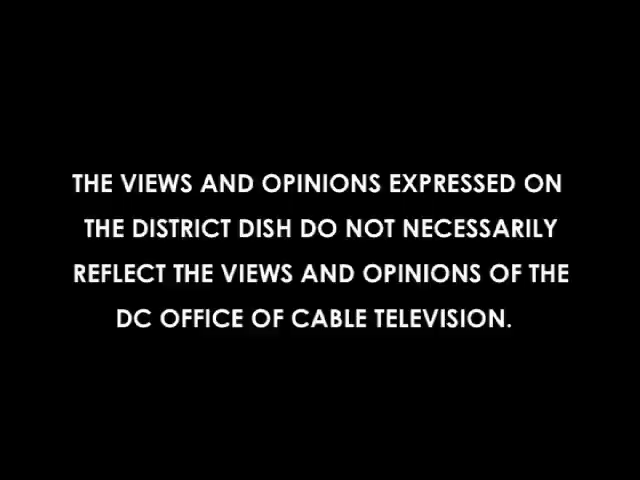 THE VIEWS AND OPINIONS EXPRESSED ON
THE DISTRICT DISH DO NOT NECESSARILY
REFLECT THE VIEWS AND OPINIONS OF THE
DC OFFICE OF CABLE TELEVISION.